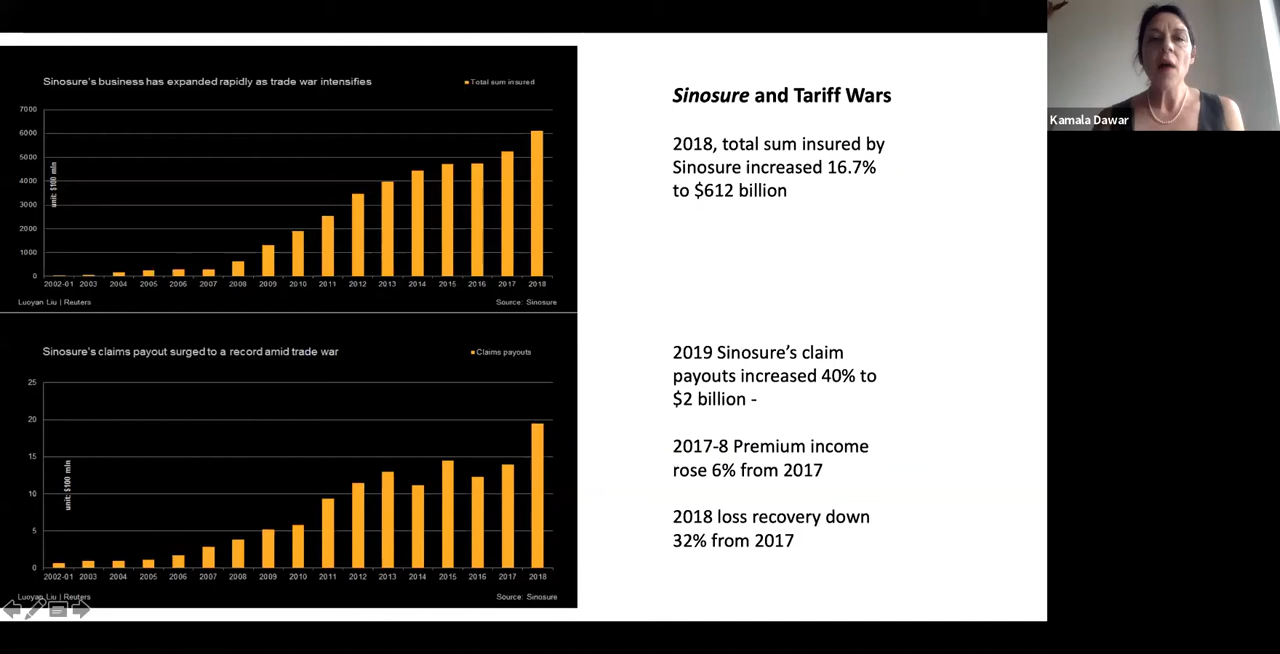 Sinosure's business has expanded rapidly as trade war intensifies
Total sum insured
7000
6000
5000
4000
3000
2000
1000
0
unit: $100 mln
2002-01 2003 2004 2005 2006 2007 2008 2009 2010 2011 2012 2013 2014 2015 2016 2017 2018
Luoyan Liu | Reuters
Source: Sinosure
Sinosure's claims payout surged to a record amid trade war
Claims payouts
25
20
15
10
5
0
unit: $100 mln
2002-01 2003 2004 2005 2006 2007 2008 2009 2010 2011 2012 2013 2014 2015 2016 2017 2018
Luoyan Liu | Reuters
Source: Sinosure
Sinosure and Tariff Wars
2018, total sum insured by
Sinosure increased 16.7%
to $612 billion
2019 Sinosure’s claim
payouts increased 40% to
$2 billion -
2017-8 Premium income
rose 6% from 2017
2018 loss recovery down
32% from 2017
Kamala Dawar